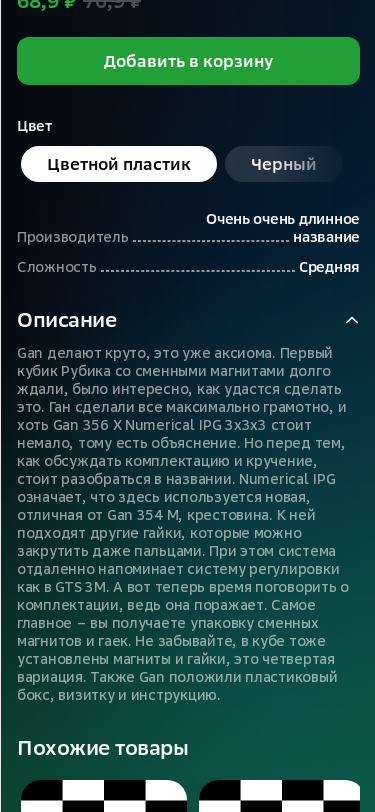 68,9 ₽ 70,9 ₽
Добавить в корзину
Цвет
Цветной пластик
Черный
Очень очень длинное
Производитель название
Сложность Средняя
Описание
Gan делают круто, это уже аксиома. Первый
кубик Рубика со сменными магнитами долго
ждали, было интересно, как удастся сделать
это. Ган сделали все максимально грамотно, и
хоть Gan 356 X Numerical IPG 3x3x3 стоит
немало, тому есть объяснение. Но перед тем,
как обсуждать комплектацию и кручение,
стоит разобраться в названии. Numerical IPG
означает, что здесь используется новая,
отличная от Gan 354 M, крестовина. К ней
подходят другие гайки, которые можно
закрутить даже пальцами. При этом система
отдаленно напоминает систему регулировки
как в GTS 3M. А вот теперь время поговорить о
комплектации, ведь она поражает. Самое
главное – вы получаете упаковку сменных
магнитов и гаек. Не забывайте, в кубе тоже
установлены магниты и гайки, это четвертая
вариация. Также Gan положили пластиковый
бокс, визитку и инструкцию.
Похожие товары